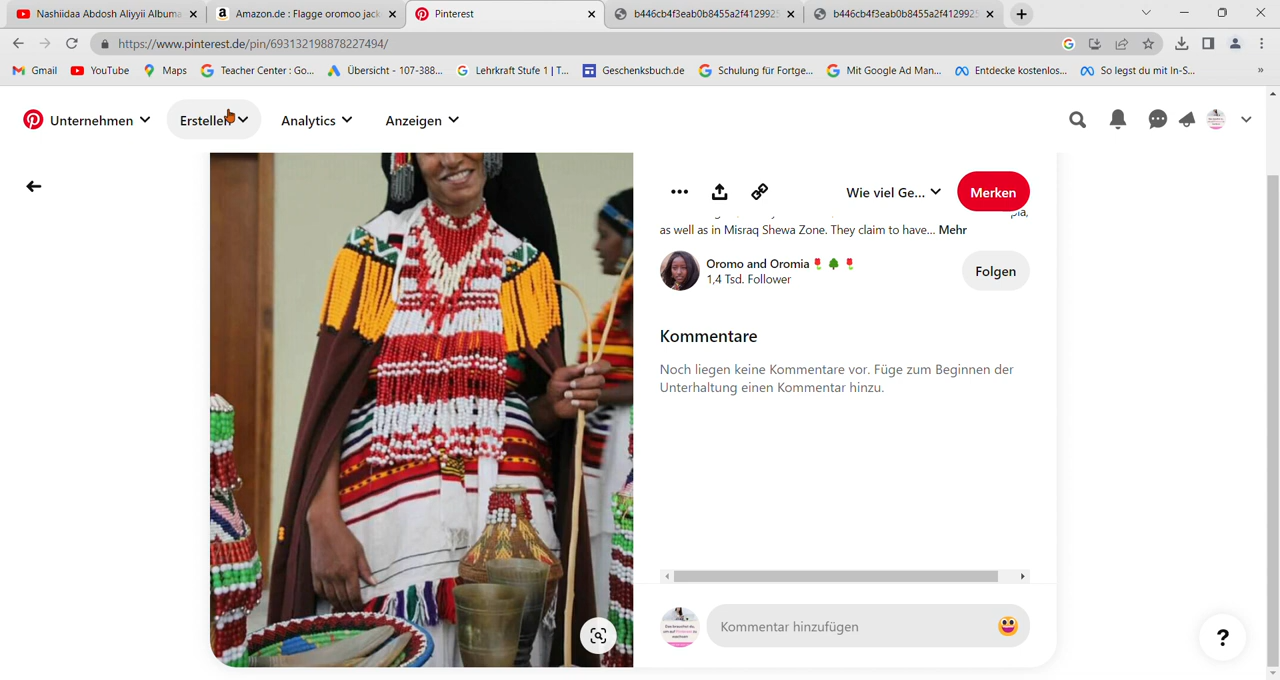 Nashiidaa Abdosh Aliyyii Albuma
Amazon.de : Flagge oromoo jack
Pinterest
b446cb4f3eab0b8455a2f4129925
b446cb4f3eab0b8455a2f4129925
https://www.pinterest.de/pin/693132198878227494/
Gmail
YouTube
Maps
Teacher Center : Go...
Übersicht - 107-388...
Lehrkraft Stufe 1 | T...
Geschenksbuch.de
Schulung für Fortge...
Mit Google Ad Man...
Entdecke kostenlos...
So legst du mit In-S...
Unternehmen
Erstellen
Analytics
Anzeigen
Wie viel Ge...
Merken
as well as in Misraq Shewa Zone. They claim to have... Mehr
Oromo and Oromia
1,4 Tsd. Follower
Folgen
Kommentare
Noch liegen keine Kommentare vor. Füge zum Beginnen der
Unterhaltung einen Kommentar hinzu.
Kommentar hinzufügen
?